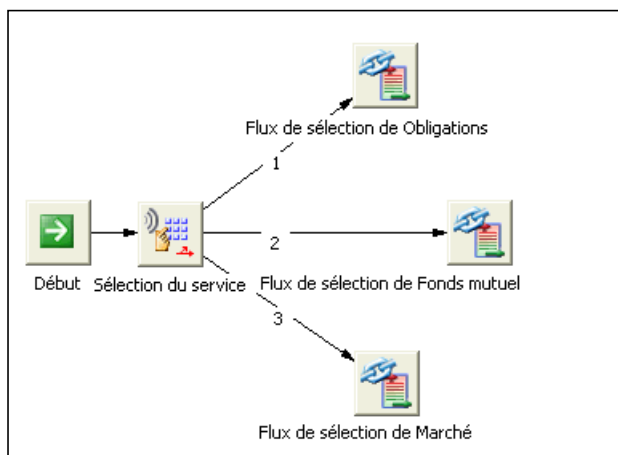 Flux de sélection de Obligations
1
2
Début
Sélection du service
Flux de sélection de Fonds mutuel
3
Flux de sélection de Marché